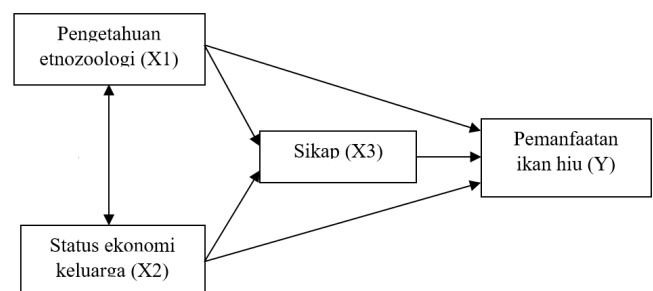 Pengetahuan
etnozoologi (X1)
Sikap (X3)
Pemanfaatan
ikan hiu (Y)
Status ekonomi
keluarga (X2)